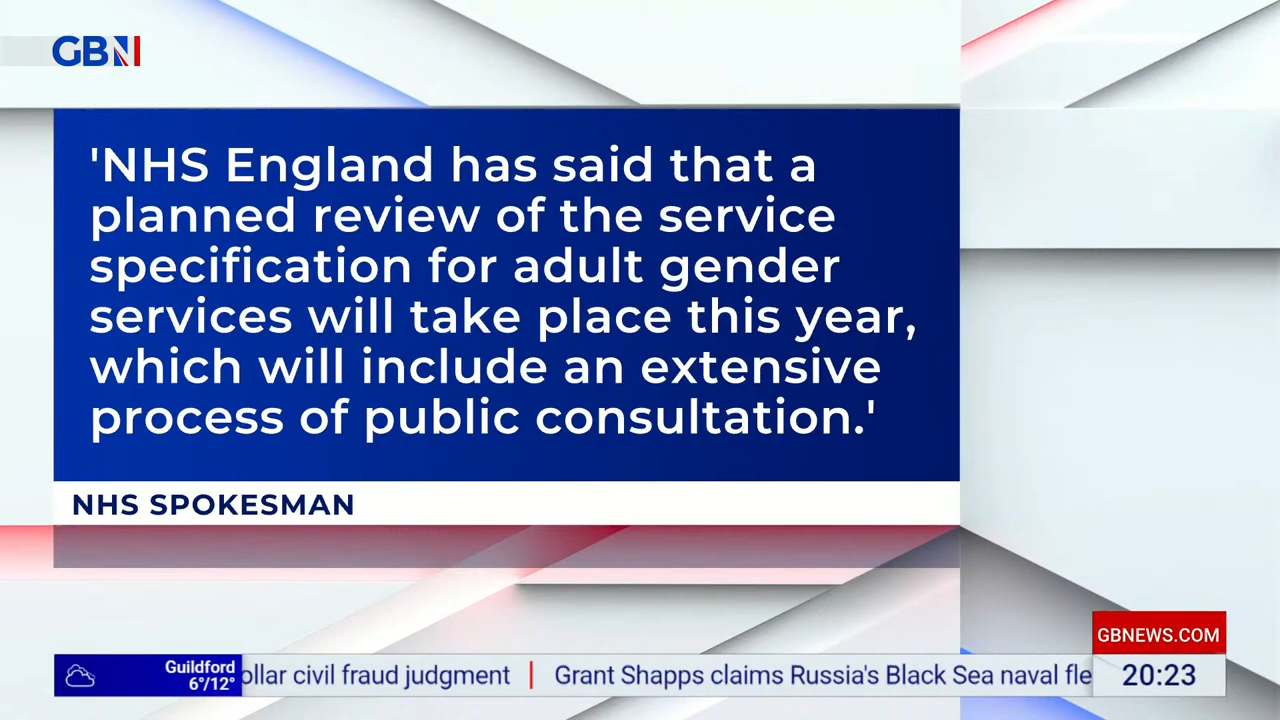 GBN
'NHS England has said that a
planned review of the service
specification for adult gender
services will take place this year,
which will include an extensive
process of public consultation.'
NHS SPOKESMAN
GBNEWS.COM
Guildford
6°/12°
ollar civil fraud judgment | Grant Shapps claims Russia's Black Sea naval fle
20:23